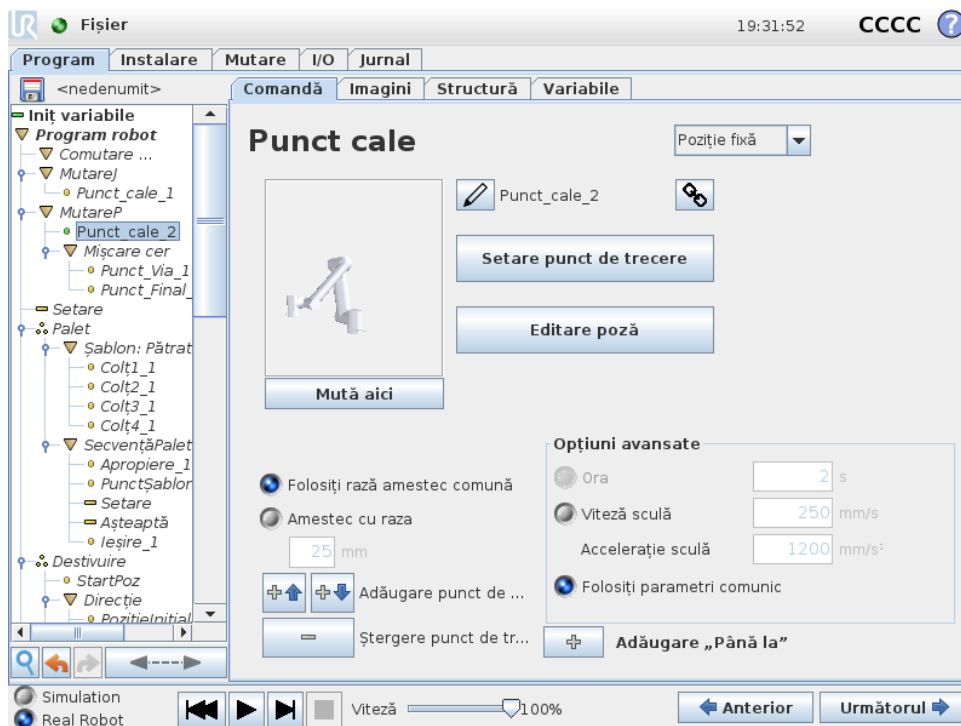 UR Fișier 19:31:52 CCCC ?
Program Instalare Mutare I/O Jurnal
<nedenumit>
Comandă Imagini Structură Variabile
Iniț variabile
Program robot
Comutare ...
MutareJ
Punct_cale_1
MutareP
Punct_cale_2
Mișcare cer
Punct_Via_1
Punct_Final_
Setare
Palet
Șablon: Pătrat
Colț1_1
Colț2_1
Colț3_1
Colț4_1
SecvențăPalet
Apropiere_1
PunctȘablon
Setare
Așteaptă
Ieșire_1
Destivuire
StartPoz
Direcție
PozițieInițial
Punct cale
Poziție fixă
Punct_cale_2
Setare punct de trecere
Editare poză
Mută aici
Folosiți rază amestec comună
Amestec cu raza
25 mm
Adăugare punct de ...
Ștergere punct de tr...
Opțiuni avansate
Ora 2 s
Viteză sculă 250 mm/s
Accelerație sculă 1200 mm/s²
Folosiți parametri comunic
Adăugare „Până la”
Simulation
Real Robot
Viteză 100%
Anterior Următorul